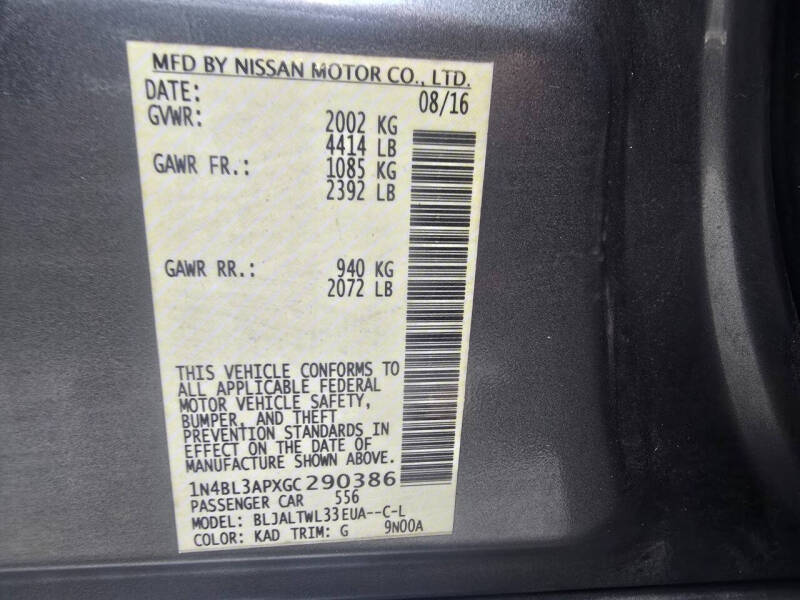 MFD BY NISSAN MOTOR CO., LTD.
DATE: 08/16
GVWR: 2002 KG
4414 LB
GAWR FR.: 1085 KG
2392 LB
GAWR RR.: 940 KG
2072 LB
THIS VEHICLE CONFORMS TO
ALL APPLICABLE FEDERAL
MOTOR VEHICLE SAFETY,
BUMPER, AND THEFT
PREVENTION STANDARDS IN
EFFECT ON THE DATE OF
MANUFACTURE SHOWN ABOVE.
1N4BL3APXGC290386
PASSENGER CAR 556
MODEL: BLJALTWL33EUA--C-L
COLOR: KAD TRIM: G 9N00A